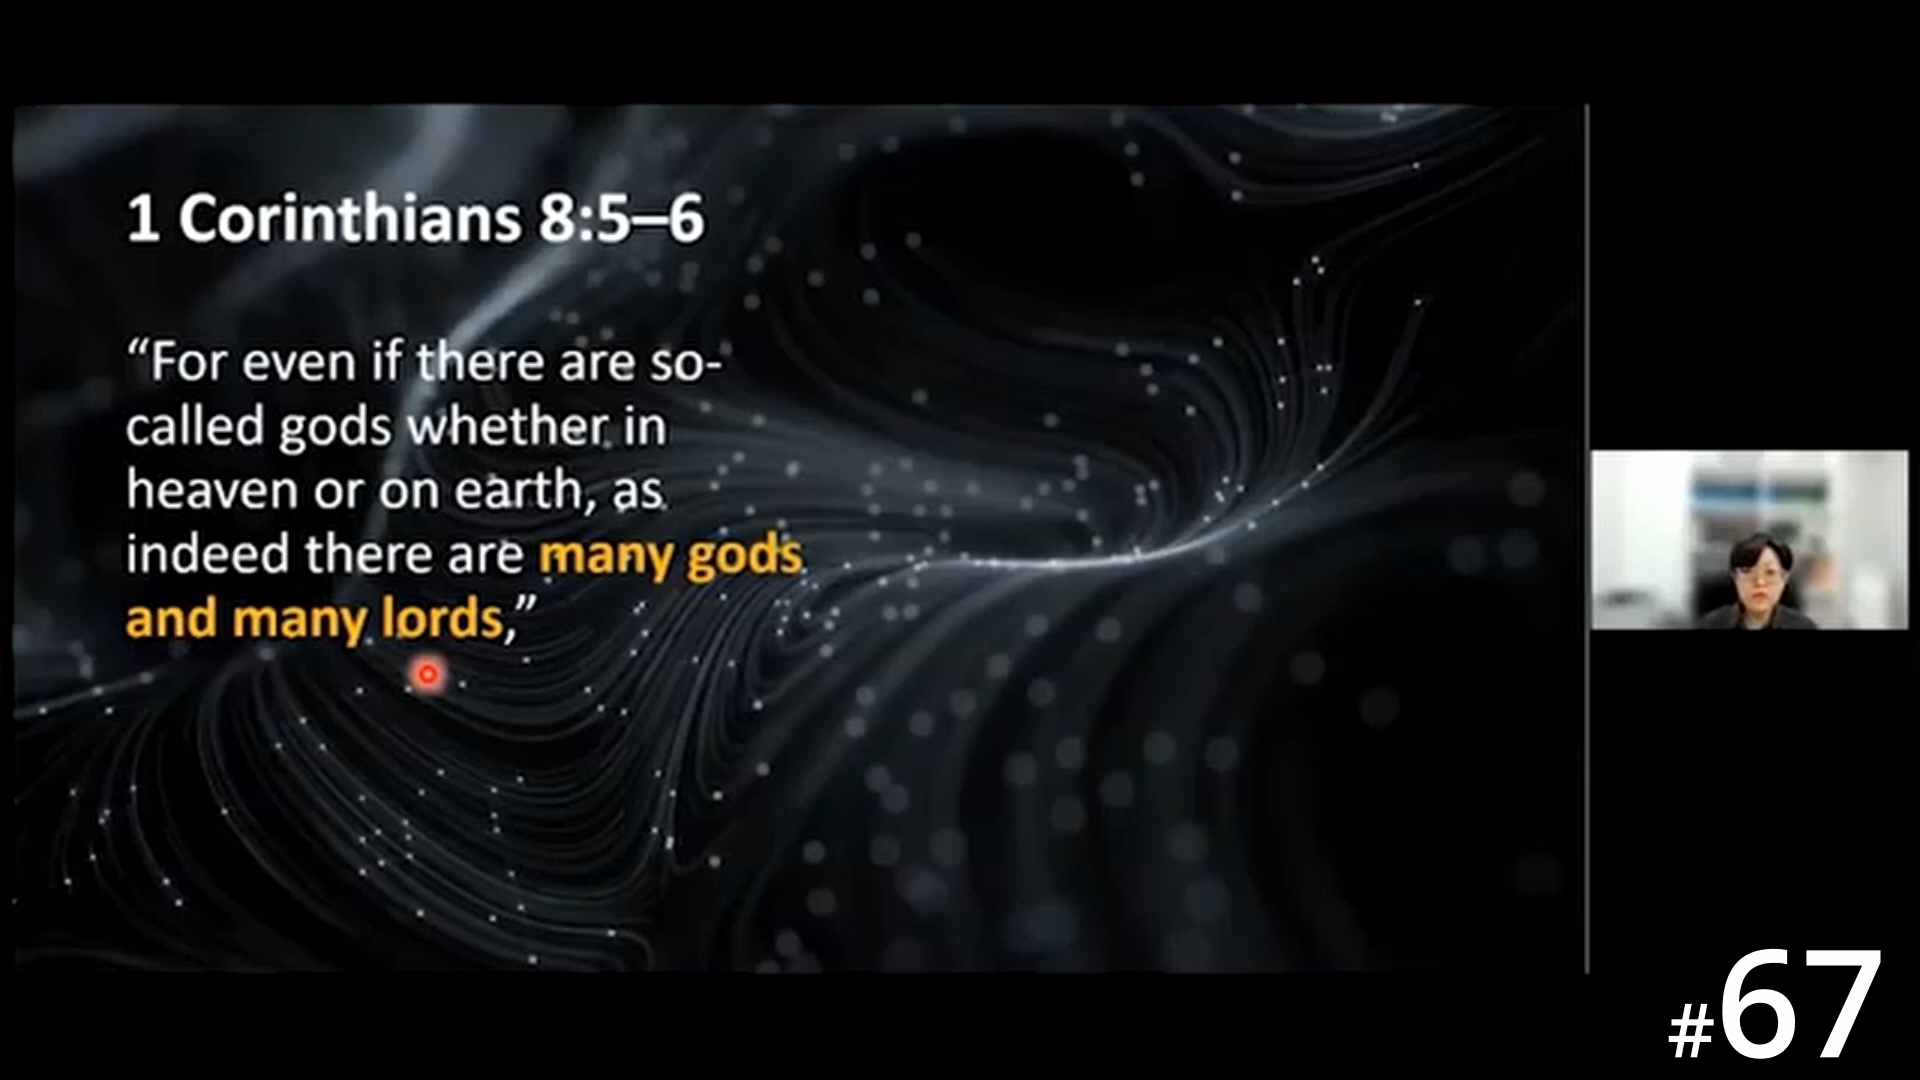 1 Corinthians 8:5–6
“For even if there are so-
called gods whether in
heaven or on earth, as
indeed there are many gods
and many lords,”
#67